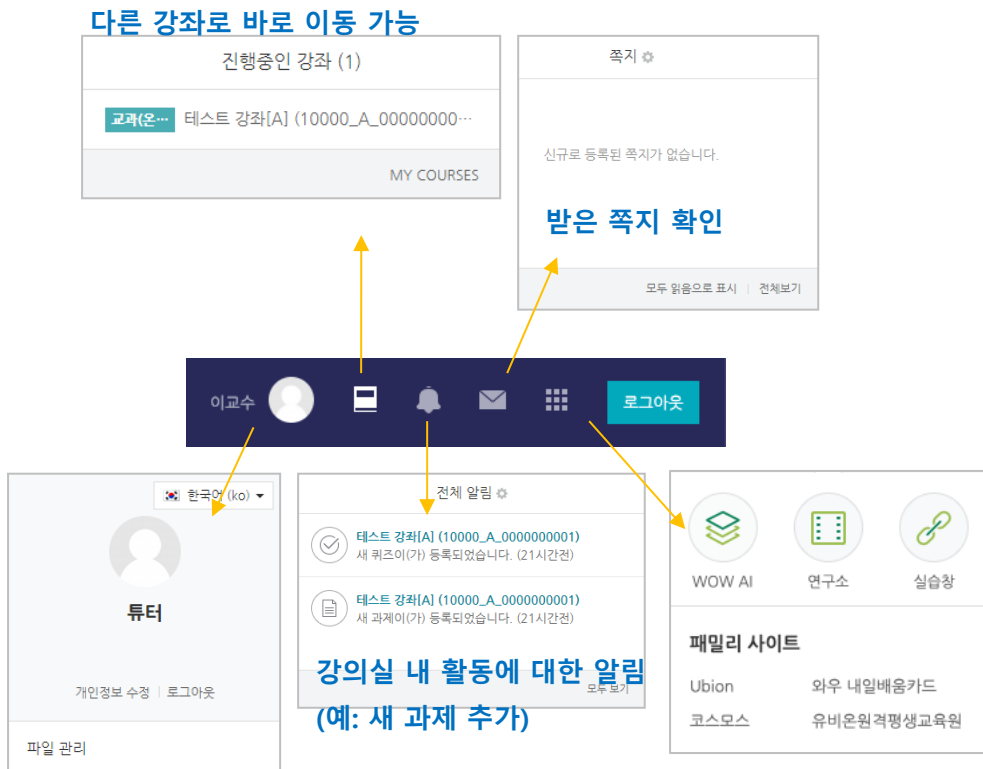 다른 강좌로 바로 이동 가능
진행중인 강좌 (1)
교과(온… 테스트 강좌[A] (10000_A_00000000…
MY COURSES
쪽지
신규로 등록된 쪽지가 없습니다.
받은 쪽지 확인
모두 읽음으로 표시 | 전체보기
이교수
로그아웃
한국어 (ko)
튜터
개인정보 수정 | 로그아웃
파일 관리
전체 알림
테스트 강좌[A] (10000_A_0000000001)
새 퀴즈이(가) 등록되었습니다. (21시간전)
테스트 강좌[A] (10000_A_0000000001)
새 과제이(가) 등록되었습니다. (21시간전)
강의실 내 활동에 대한 알림
모두 보기
(예: 새 과제 추가)
WOW AI 연구소 실습창
패밀리 사이트
Ubion 와우 내일배움카드
코스모스 유비온원격평생교육원